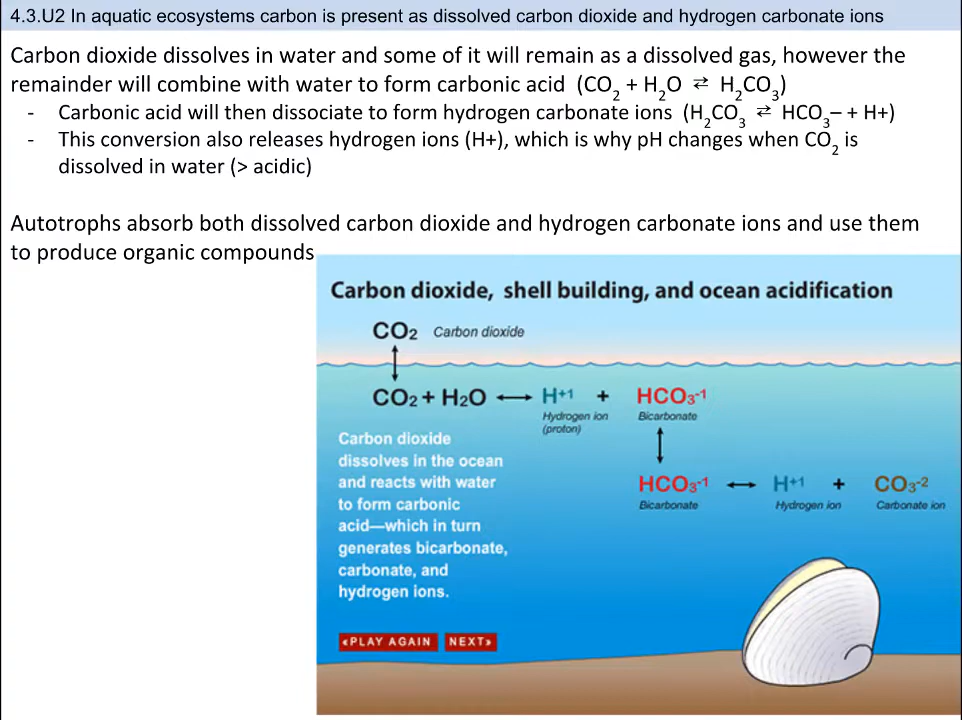 4.3.U2 In aquatic ecosystems carbon is present as dissolved carbon dioxide and hydrogen carbonate ions
Carbon dioxide dissolves in water and some of it will remain as a dissolved gas, however the
remainder will combine with water to form carbonic acid (CO2 + H2O ⇄ H2CO3)
- Carbonic acid will then dissociate to form hydrogen carbonate ions (H2CO3 ⇄ HCO3– + H+)
- This conversion also releases hydrogen ions (H+), which is why pH changes when CO2 is
dissolved in water (> acidic)
Autotrophs absorb both dissolved carbon dioxide and hydrogen carbonate ions and use them
to produce organic compounds
Carbon dioxide, shell building, and ocean acidification
CO2 Carbon dioxide
CO2 + H2O ↔ H+1 + HCO3-1
Hydrogen ion (proton)
Bicarbonate
Carbon dioxide
dissolves in the ocean
and reacts with water
to form carbonic
acid—which in turn
generates bicarbonate,
carbonate, and
hydrogen ions.
HCO3-1 ↔ H+1 + CO3-2
Bicarbonate Hydrogen ion Carbonate ion
«PLAY AGAIN NEXT»